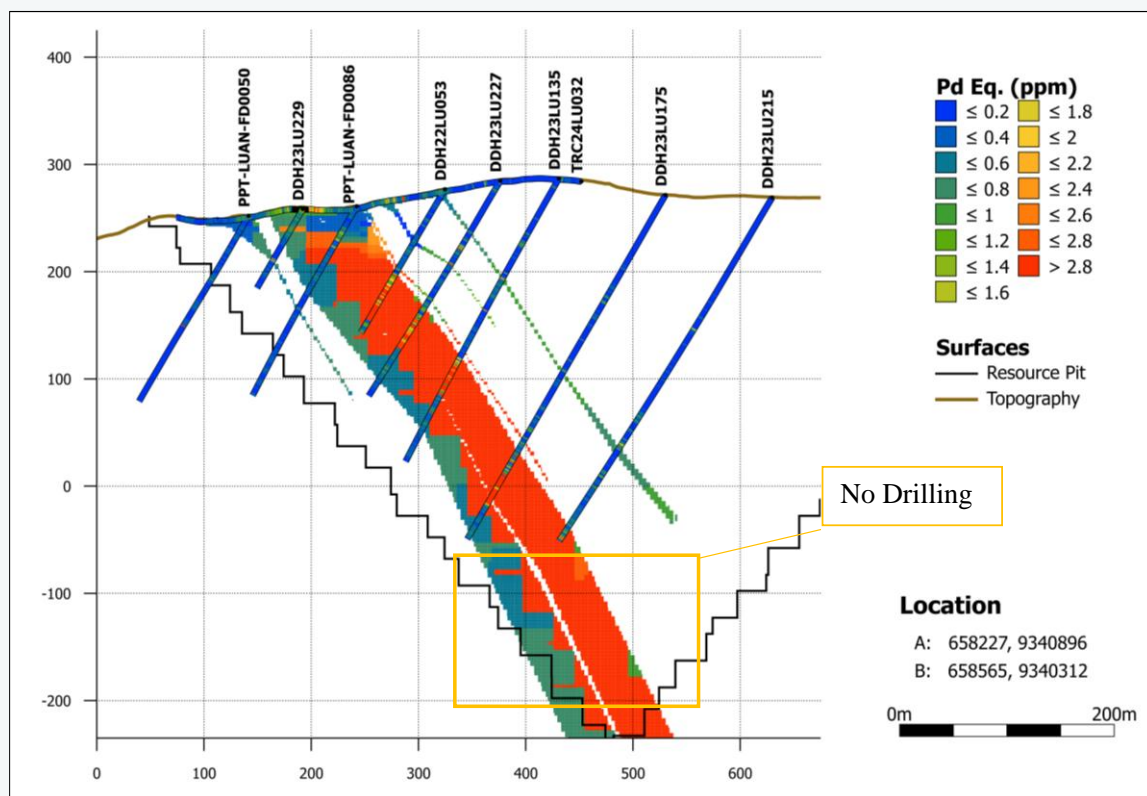 400
300
200
100
0
-100
-200
0
100
200
300
400
500
600
PPT-LUAN-FD0050
DDH23LU229
PPT-LUAN-FD0086
DDH22LU053
DDH23LU227
DDH23LU135
TRC24LU032
DDH23LU175
DDH23LU215
No Drilling
Pd Eq. (ppm)
≤ 0.2 ≤ 1.8
≤ 0.4 ≤ 2
≤ 0.6 ≤ 2.2
≤ 0.8 ≤ 2.4
≤ 1 ≤ 2.6
≤ 1.2 ≤ 2.8
≤ 1.4 > 2.8
≤ 1.6
Surfaces
Resource Pit
Topography
Location
A: 658227, 9340896
B: 658565, 9340312
0m 200m